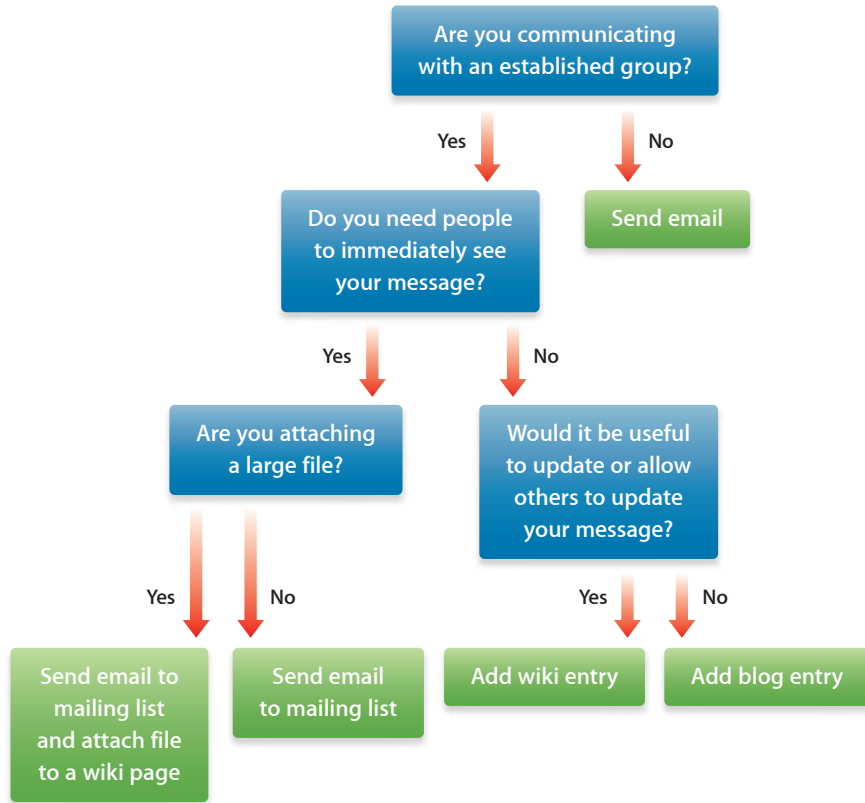 Are you communicating
with an established group?
Yes
No
Do you need people
to immediately see
your message?
Send email
Yes
No
Are you attaching
a large file?
Would it be useful
to update or allow
others to update
your message?
Yes
No
Yes
No
Send email to
mailing list
and attach file
to a wiki page
Send email
to mailing list
Add wiki entry
Add blog entry